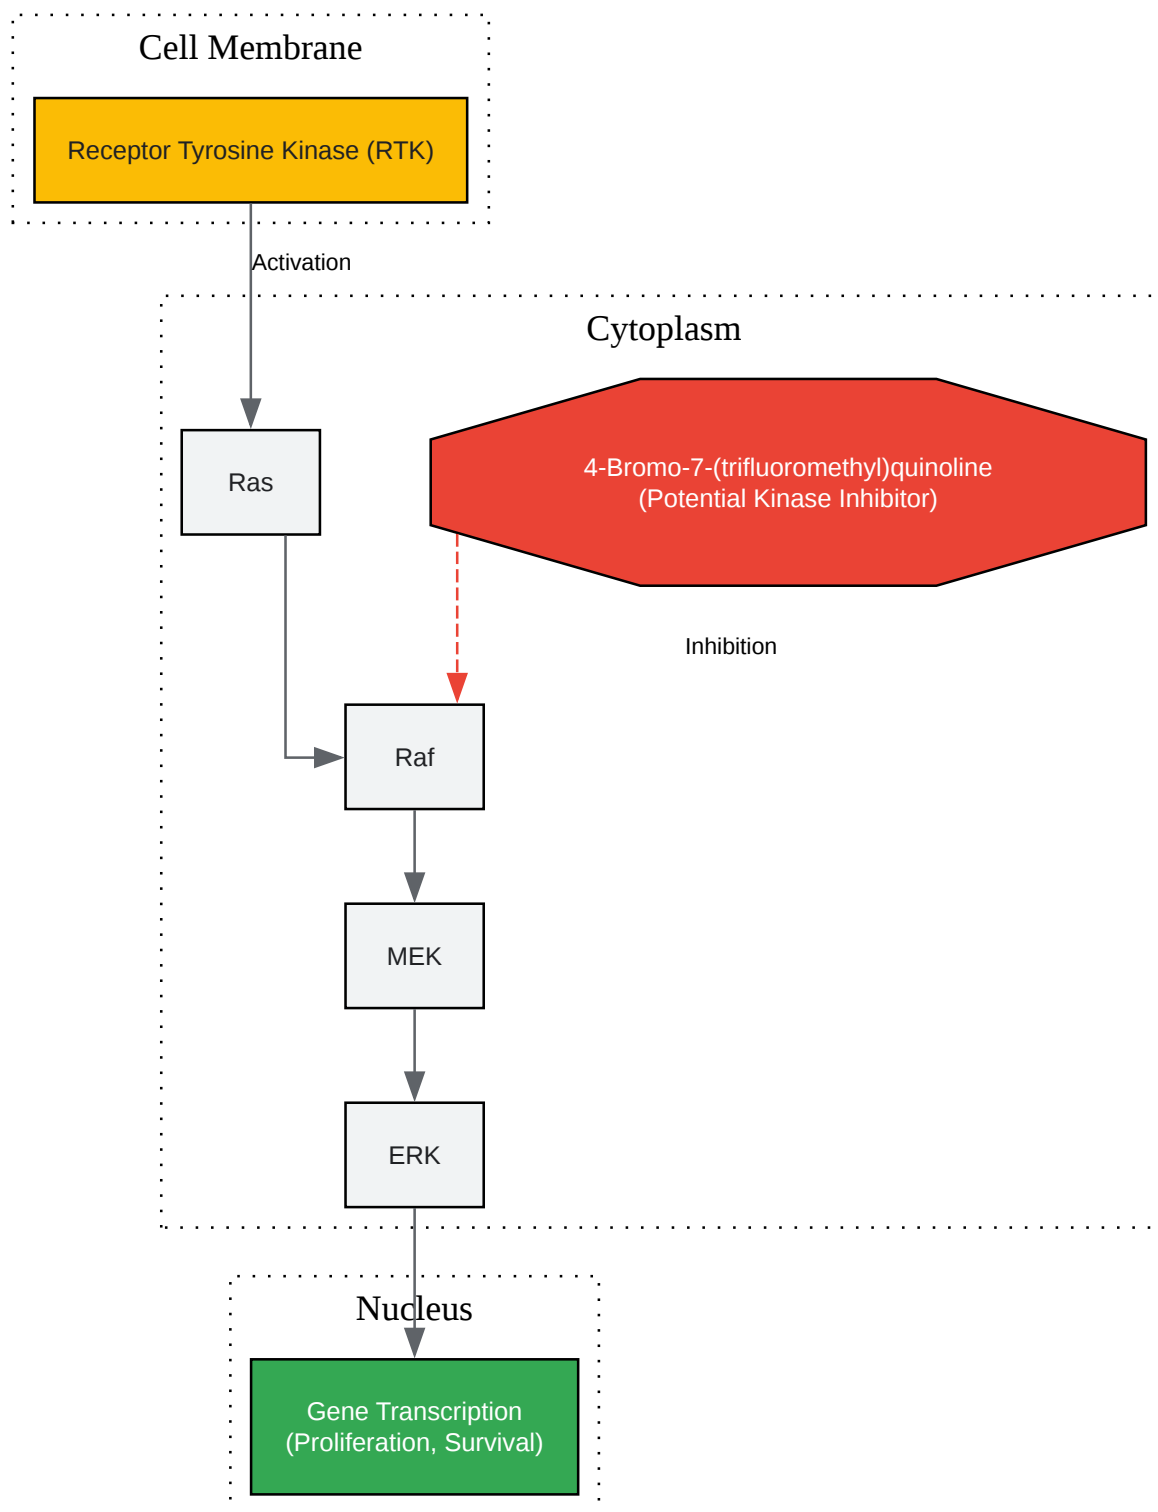 Cell Membrane
Receptor Tyrosine Kinase (RTK)
Activation
Cytoplasm
Ras
4-Bromo-7-(trifluoromethyl)quinoline
(Potential Kinase Inhibitor)
Inhibition
Raf
MEK
ERK
Nucleus
Gene Transcription
(Proliferation, Survival)